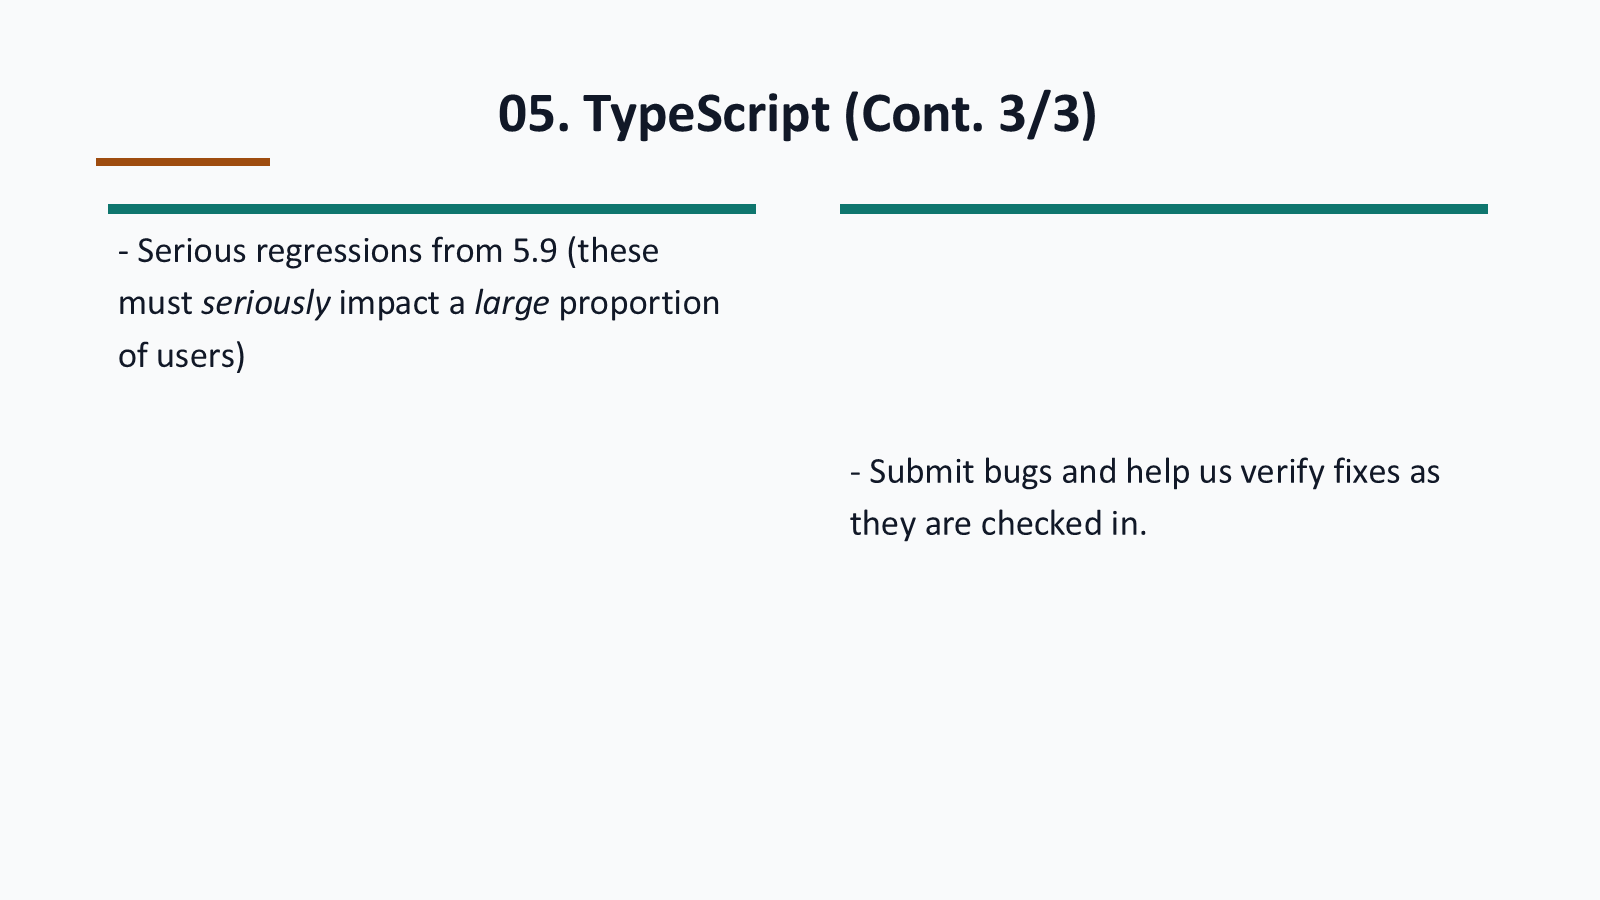 05. TypeScript (Cont. 3/3)
- Serious regressions from 5.9 (these
must seriously impact a large proportion
of users)
- Submit bugs and help us verify fixes as
they are checked in.